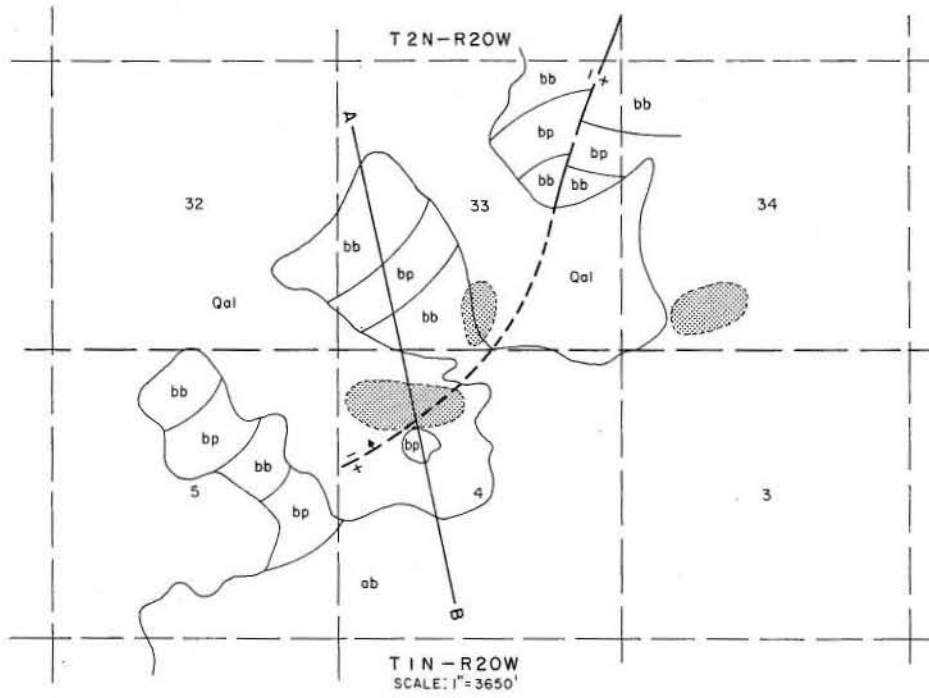 T2N-R20W
bb
- +
bb
bp
bp
bb
bb
A
32
33
34
bb
bp
Qal
Qal
bb
bb
bp
bb
bp
- +
5
4
3
bp
ab
B
T1N-R20W
SCALE: 1"=3650'